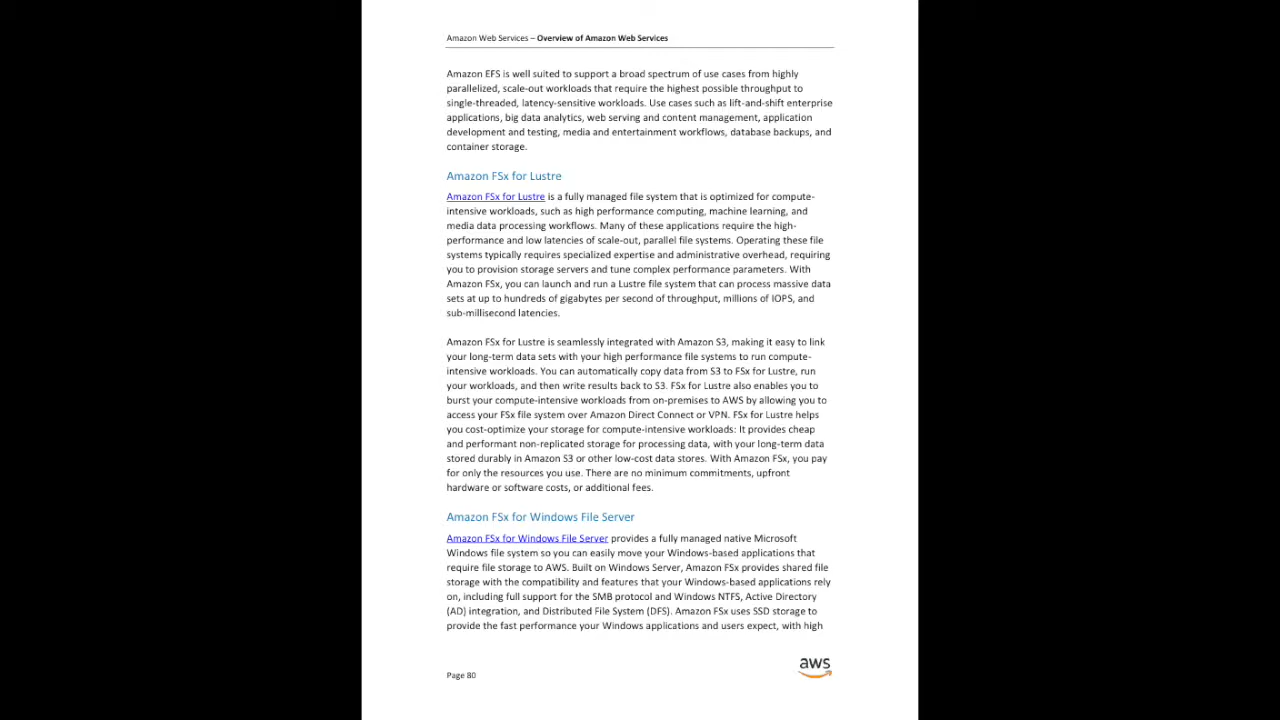 Amazon Web Services – Overview of Amazon Web Services
Amazon EFS is well suited to support a broad spectrum of use cases from highly
parallelized, scale-out workloads that require the highest possible throughput to
single-threaded, latency-sensitive workloads. Use cases such as lift-and-shift enterprise
applications, big data analytics, web serving and content management, application
development and testing, media and entertainment workflows, database backups, and
container storage.
Amazon FSx for Lustre
Amazon FSx for Lustre is a fully managed file system that is optimized for compute-
intensive workloads, such as high performance computing, machine learning, and
media data processing workflows. Many of these applications require the high-
performance and low latencies of scale-out, parallel file systems. Operating these file
systems typically requires specialized expertise and administrative overhead, requiring
you to provision storage servers and tune complex performance parameters. With
Amazon FSx, you can launch and run a Lustre file system that can process massive data
sets at up to hundreds of gigabytes per second of throughput, millions of IOPS, and
sub-millisecond latencies.
Amazon FSx for Lustre is seamlessly integrated with Amazon S3, making it easy to link
your long-term data sets with your high performance file systems to run compute-
intensive workloads. You can automatically copy data from S3 to FSx for Lustre, run
your workloads, and then write results back to S3. FSx for Lustre also enables you to
burst your compute-intensive workloads from on-premises to AWS by allowing you to
access your FSx file system over Amazon Direct Connect or VPN. FSx for Lustre helps
you cost-optimize your storage for compute-intensive workloads: It provides cheap
and performant non-replicated storage for processing data, with your long-term data
stored durably in Amazon S3 or other low-cost data stores. With Amazon FSx, you pay
for only the resources you use. There are no minimum commitments, upfront
hardware or software costs, or additional fees.
Amazon FSx for Windows File Server
Amazon FSx for Windows File Server provides a fully managed native Microsoft
Windows file system so you can easily move your Windows-based applications that
require file storage to AWS. Built on Windows Server, Amazon FSx provides shared file
storage with the compatibility and features that your Windows-based applications rely
on, including full support for the SMB protocol and Windows NTFS, Active Directory
(AD) integration, and Distributed File System (DFS). Amazon FSx uses SSD storage to
provide the fast performance your Windows applications and users expect, with high
Page 80
aws